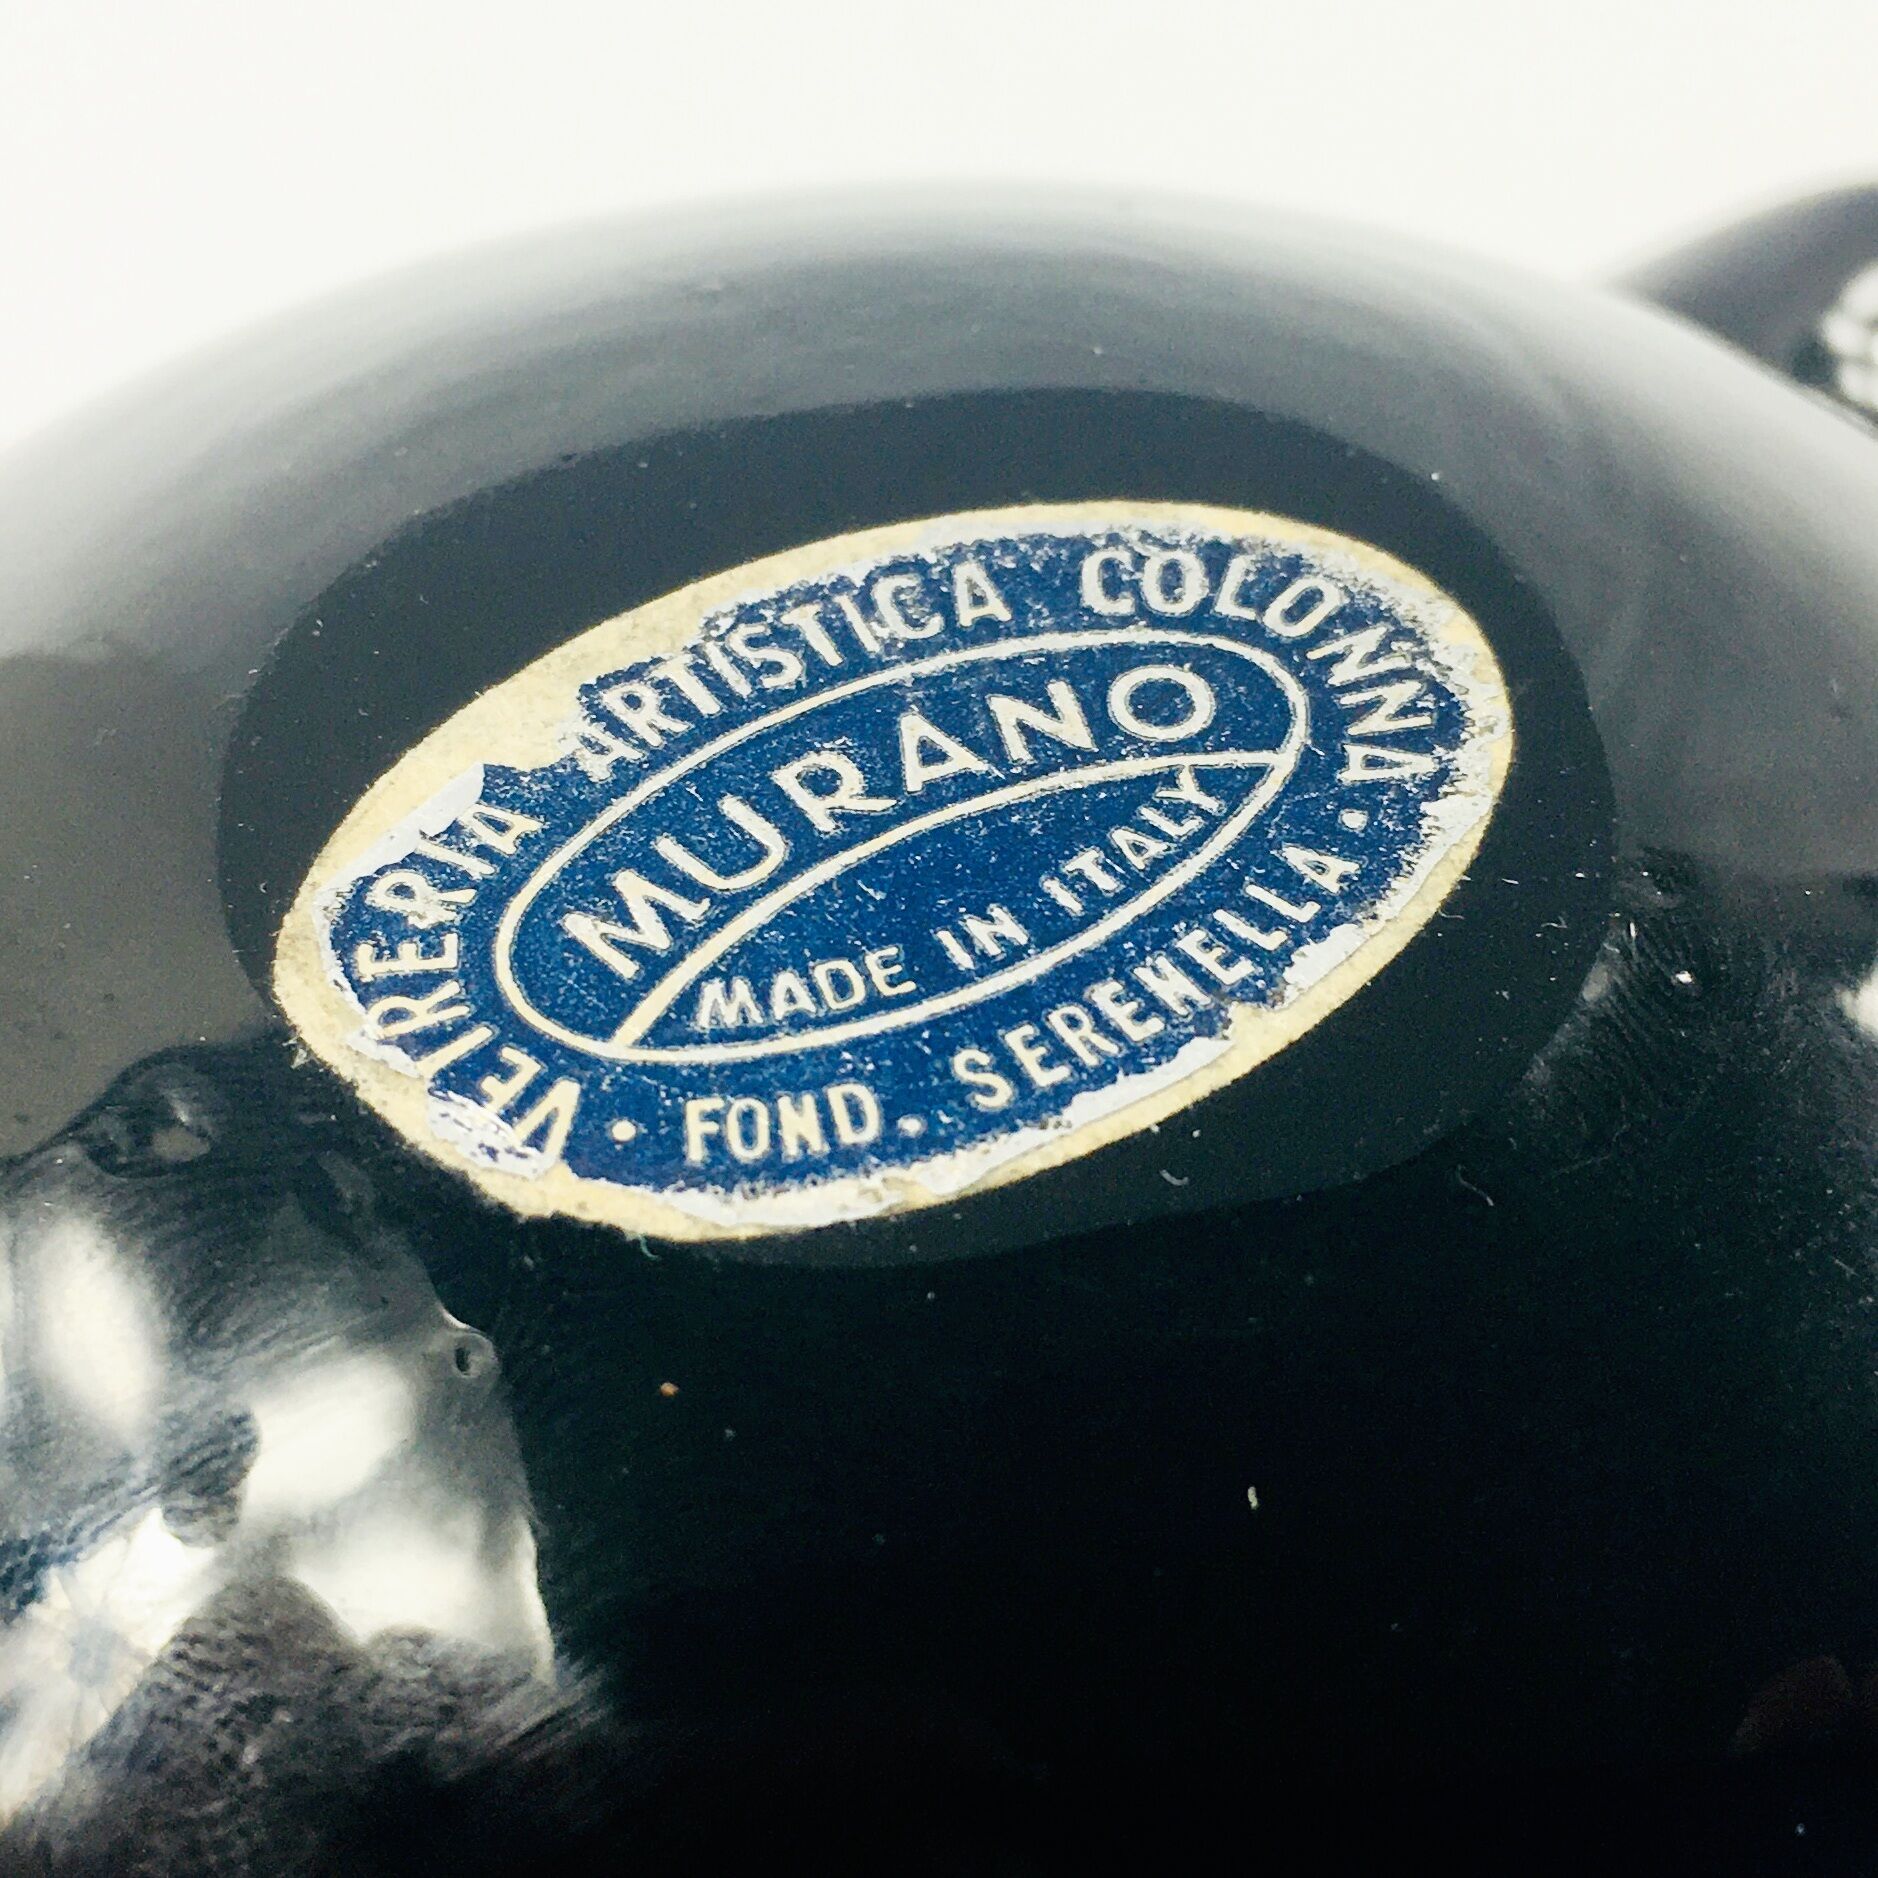 VETRERIA ARTISTICA COLONNA
MURANO
MADE IN ITALY
· FOND. SERENELLA ·